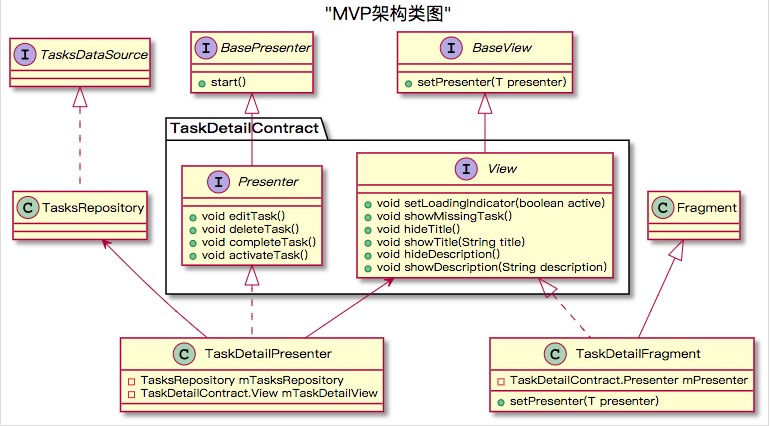 "MVP架构类图"
I TasksDataSource
I BasePresenter
start()
I BaseView
setPresenter(T presenter)
TaskDetailContract
I Presenter
void editTask()
void deleteTask()
void completeTask()
void activateTask()
I View
void setLoadingIndicator(boolean active)
void showMissingTask()
void hideTitle()
void showTitle(String title)
void hideDescription()
void showDescription(String description)
C TasksRepository
C Fragment
C TaskDetailPresenter
TasksRepository mTasksRepository
TaskDetailContract.View mTaskDetailView
C TaskDetailFragment
TaskDetailContract.Presenter mPresenter
setPresenter(T presenter)